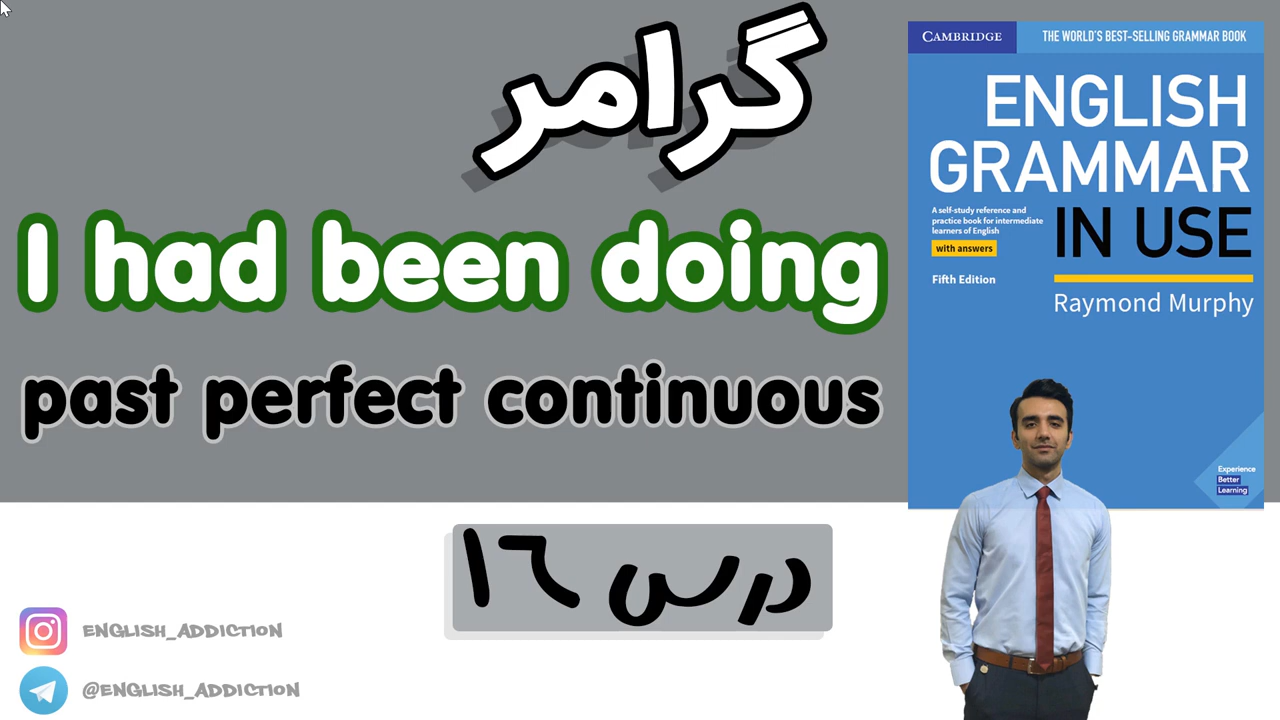 گرامر
I had been doing
past perfect continuous
درس ۱۶
ENGLISH_ADDICTION
@ENGLISH_ADDICTION
CAMBRIDGE
THE WORLD'S BEST-SELLING GRAMMAR BOOK
ENGLISH
GRAMMAR
IN USE
A self-study reference and
practice book for intermediate
learners of English
with answers
Fifth Edition
Raymond Murphy
Experience
Better
Learning